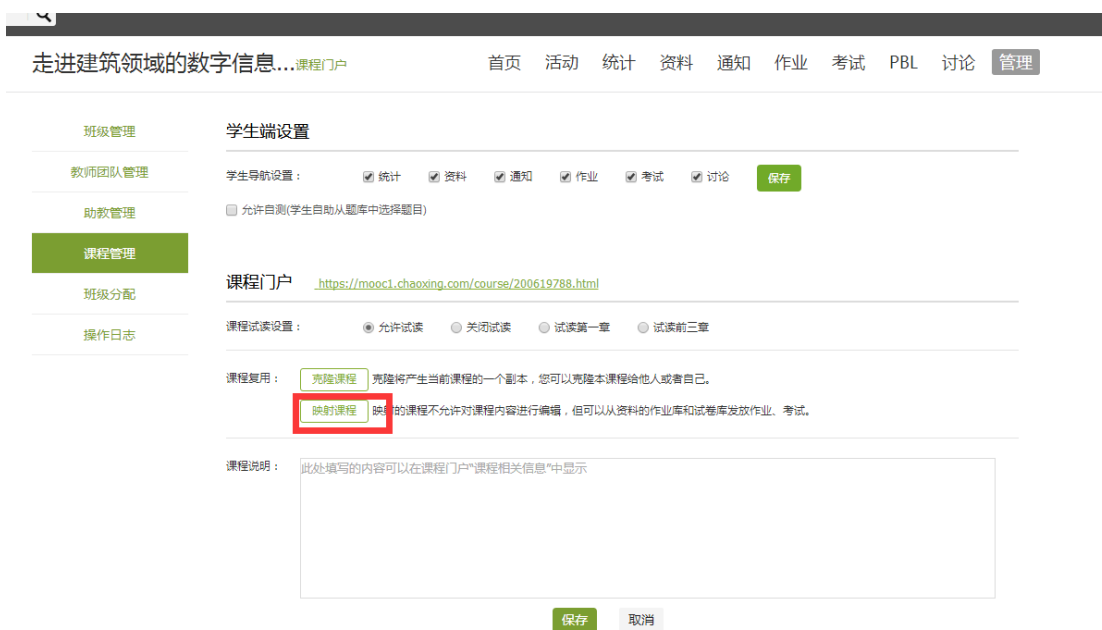 走进建筑领域的数字信息...课程门户 首页 活动 统计 资料 通知 作业 考试 PBL 讨论 管理
班级管理
教师团队管理
助教管理
课程管理
班级分配
操作日志
学生端设置
学生导航设置： 统计 资料 通知 作业 考试 讨论 保存
允许自测(学生自助从题库中选择题目)
课程门户 https://mooc1.chaoxing.com/course/200619788.html
课程试读设置： 允许试读 关闭试读 试读第一章 试读前三章
课程复用： 克隆课程 克隆将产生当前课程的一个副本，您可以克隆本课程给他人或者自己。
映射课程 映射的课程不允许对课程内容进行编辑，但可以从资料的作业库和试卷库发放作业、考试。
课程说明： 此处填写的内容可以在课程门户“课程相关信息”中显示
保存 取消